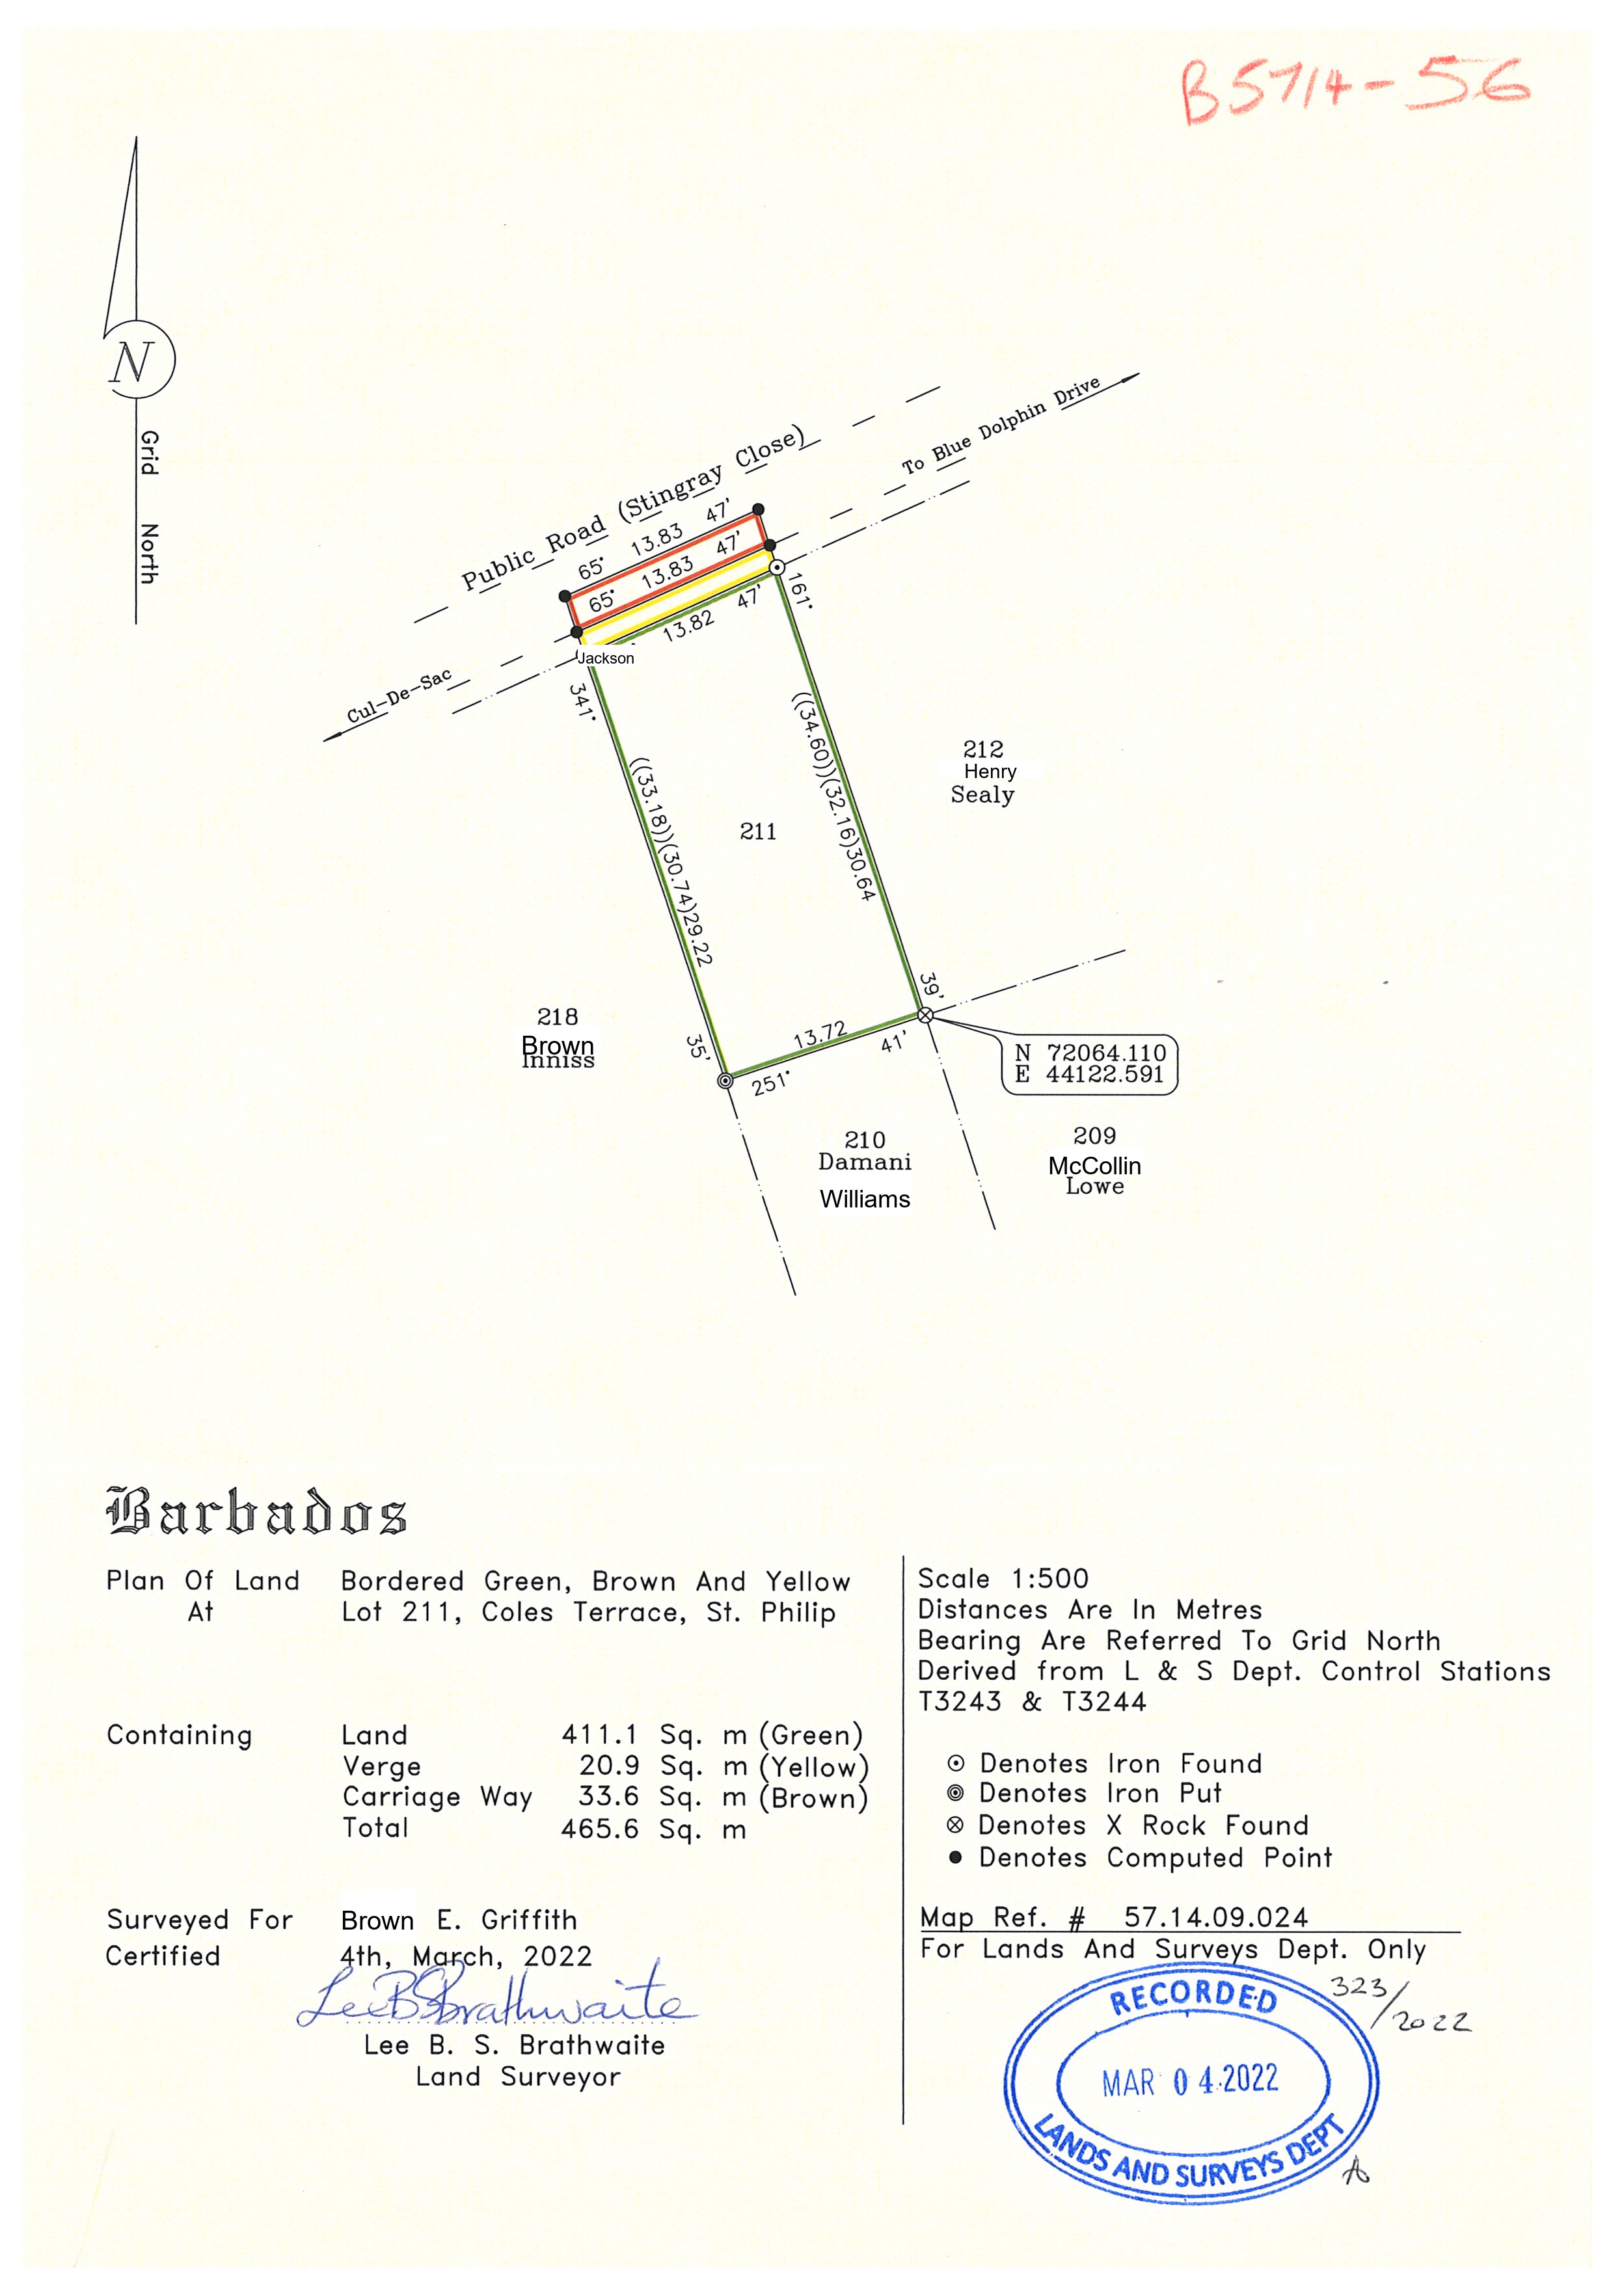 B5714-56
N
Grid North
To Blue Dolphin Drive
Public Road (Stingray Close)
65° 13.83 47'
65° 13.83 47'
13.82 47'
161°
Jackson
Cul-De-Sac
341°
((34.60))(32.16)30.64
((33.18))(30.74)29.22
212
Henry
Sealy
211
39'
218
Brown
Inniss
35'
13.72
41'
251°
N 72064.110
E 44122.591
210
Damani
Williams
209
McCollin
Lowe
Barbados
Plan Of Land Bordered Green, Brown And Yellow
At Lot 211, Coles Terrace, St. Philip
Containing Land 411.1 Sq. m (Green)
Verge 20.9 Sq. m (Yellow)
Carriage Way 33.6 Sq. m (Brown)
Total 465.6 Sq. m
Surveyed For Brown E. Griffith
Certified 4th, March, 2022
Lee B S Brathwaite
Lee B. S. Brathwaite
Land Surveyor
Scale 1:500
Distances Are In Metres
Bearing Are Referred To Grid North
Derived from L & S Dept. Control Stations
T3243 & T3244
Denotes Iron Found
Denotes Iron Put
Denotes X Rock Found
Denotes Computed Point
Map Ref. # 57.14.09.024
For Lands And Surveys Dept. Only
323/2022
RECORDED
MAR 04 2022
LANDS AND SURVEYS DEPT